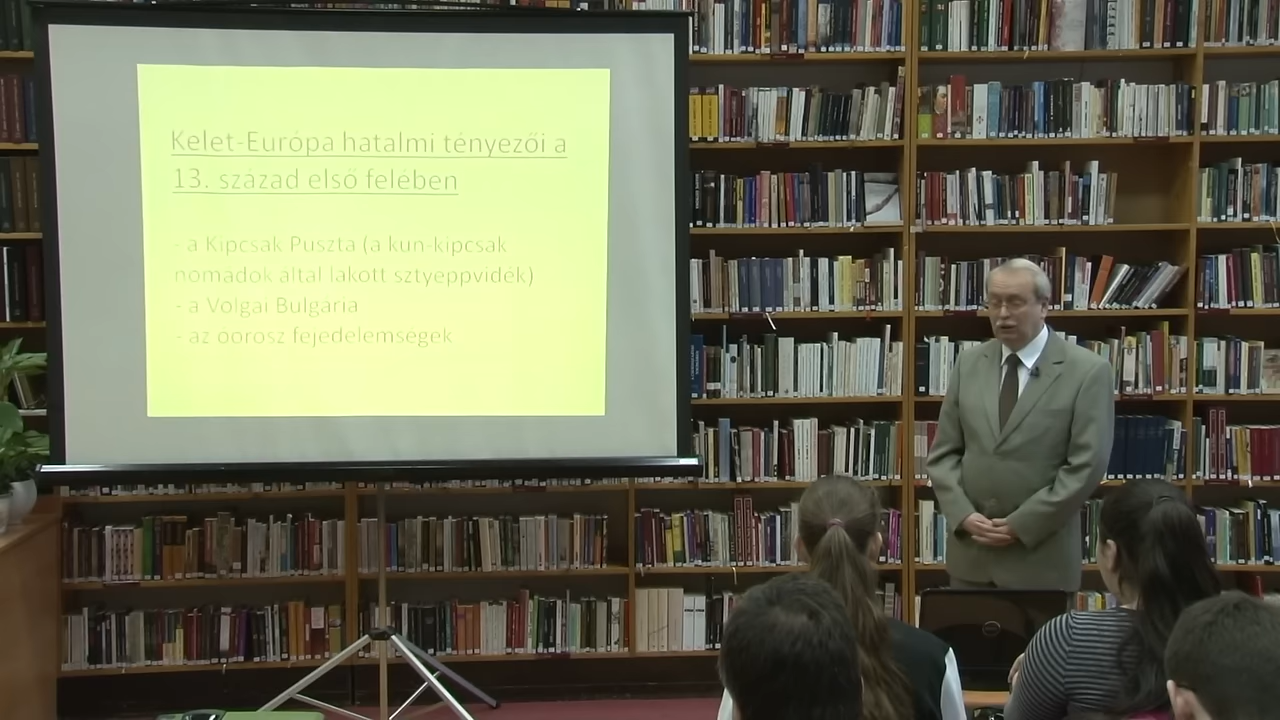 Kelet-Európa hatalmi tényezői a
13. század első felében
- a Kipcsak Puszta (a kun-kipcsak
nomádok által lakott sztyeppvidék)
- a Volgai Bulgária
- az óorosz fejedelemségek